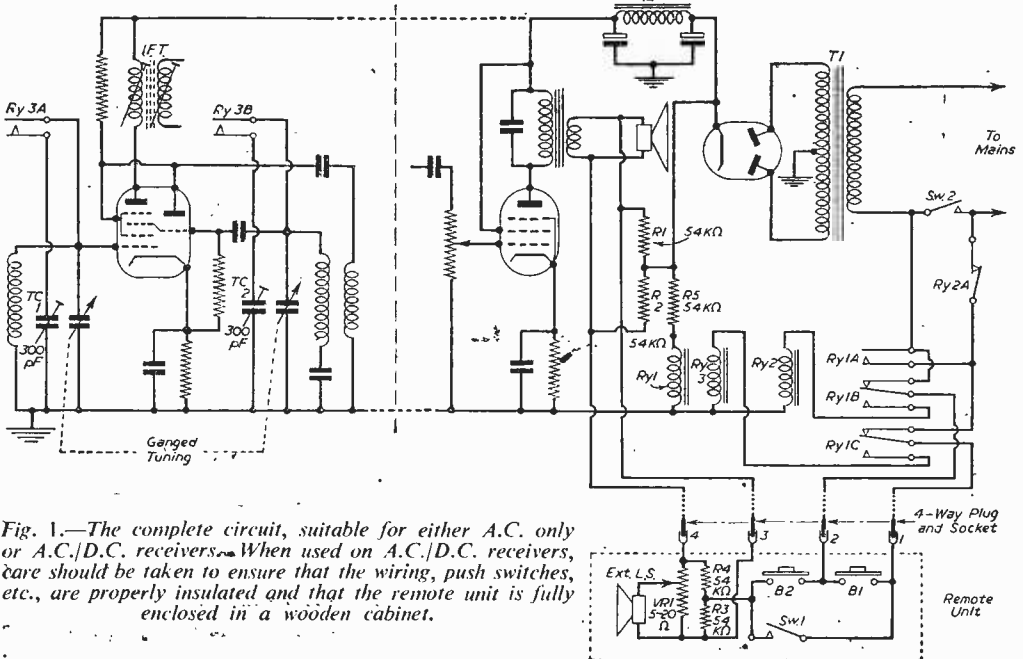 I.F.T.
T1
Ry 3A
Ry 3B
To
Mains
Sw.2
R1
54KΩ
TC
1
TC
2
R
2
R5
54KΩ
Ry2A
300
pF
300
pF
54KΩ
Ry1
Ry
3
Ry2
Ry1A
Ry1B
Ry1C
Ganged
Tuning
4-Way Plug
and Socket
4
3
2
1
Fig. 1.—The complete circuit, suitable for either A.C. only
or A.C./D.C. receivers. When used on A.C./D.C. receivers,
care should be taken to ensure that the wiring, push switches,
etc., are properly insulated and that the remote unit is fully
enclosed in a wooden cabinet.
Ext. L.S.
R4
54
KΩ
B2
B1
VR1
5-20
Ω
R3
54
KΩ
Sw.1
Remote
Unit